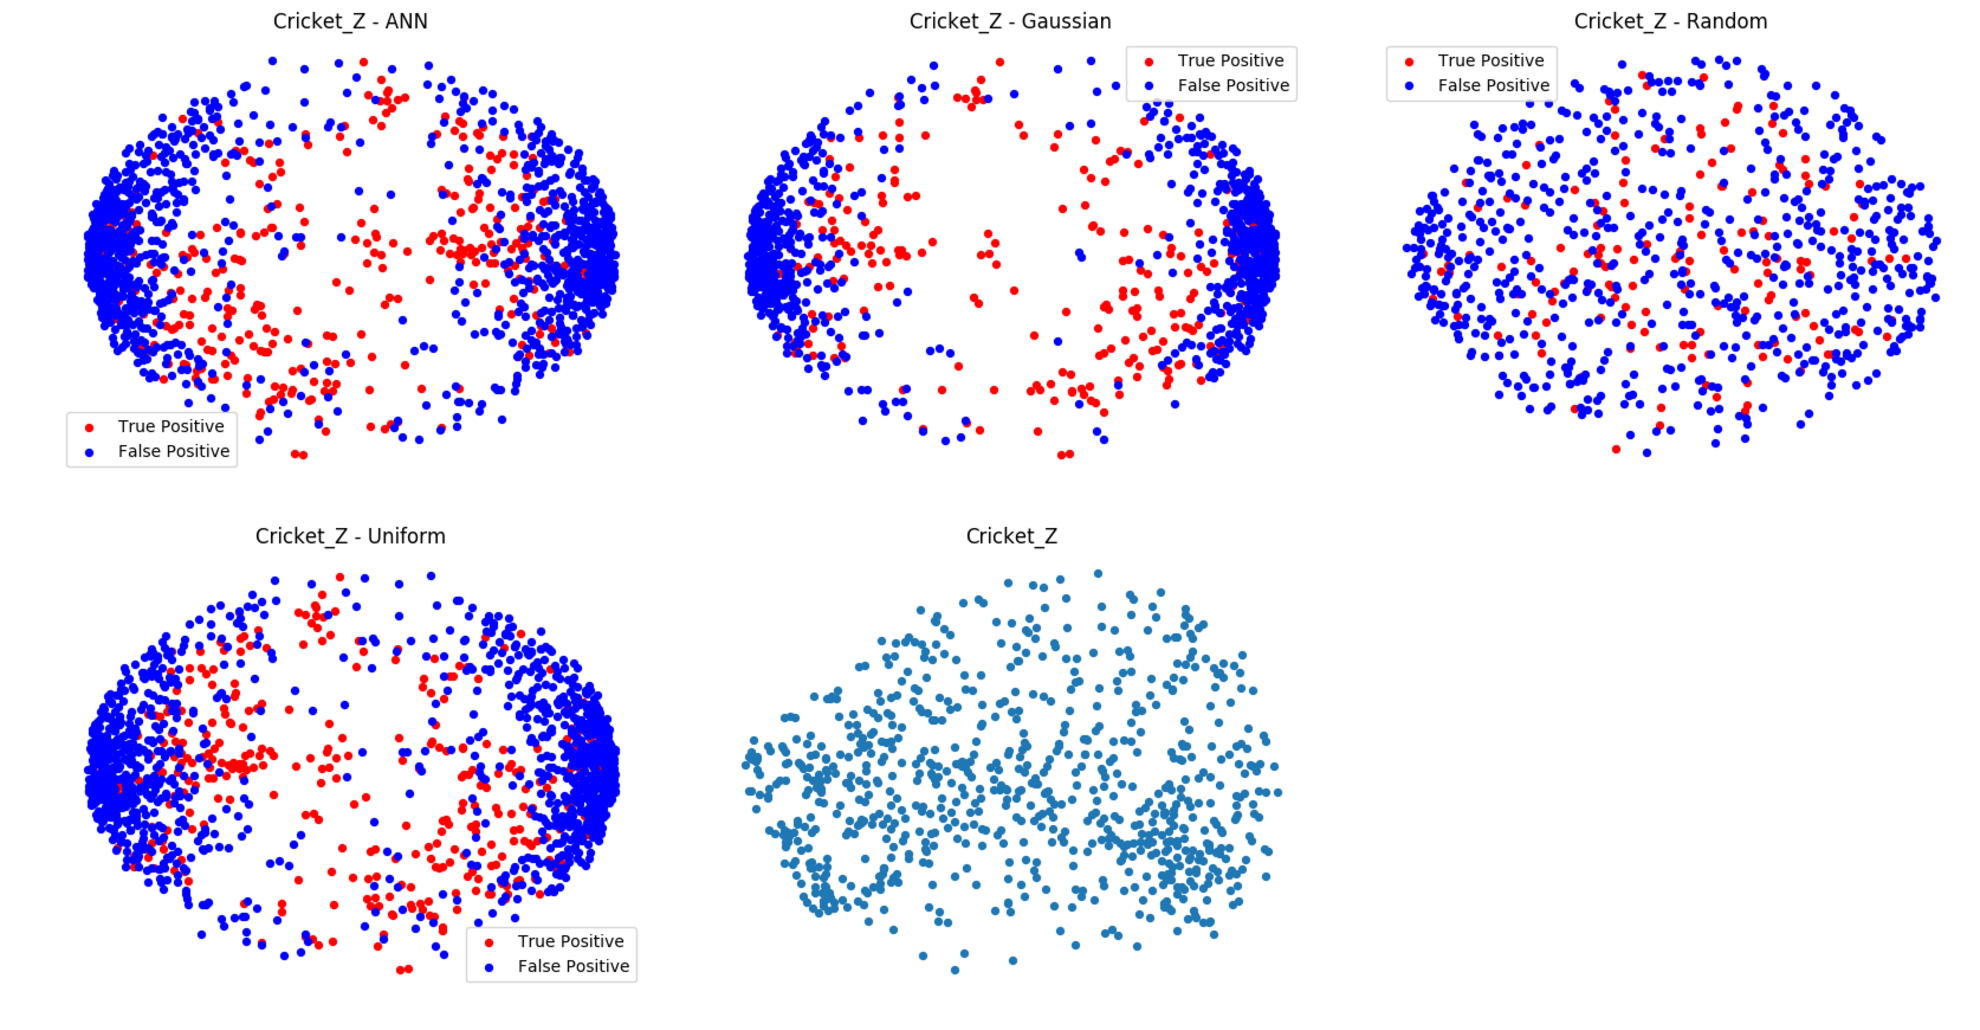 Cricket_Z - ANN
True Positive
False Positive
Cricket_Z - Gaussian
True Positive
False Positive
Cricket_Z - Random
True Positive
False Positive
Cricket_Z - Uniform
True Positive
False Positive
Cricket_Z